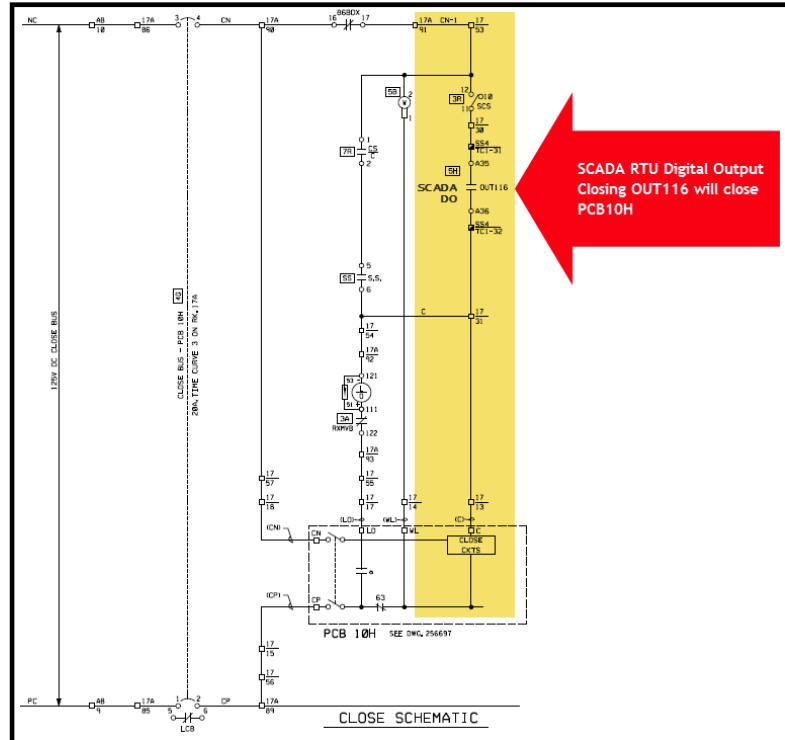 NC
AB
10
17A
86
3
4
CN
17A
90
86BDX
16
17
17A
91
CN-1
17
53
5B
2
W
1
12
3R
O10
11
SCS
17
30
SS4
TC1-31
1
7R
CS
C
2
A35
5H
SCADA
DO
OUT116
A36
SS4
TC1-32
SCADA RTU Digital Output
Closing OUT116 will close
PCB10H
5
SS
S.S.
6
C
17
31
17
54
17A
92
125V DC CLOSE BUS
CLOSE BUS - PCB 10H
4G
20A, TIME CURVE 3 ON RK.17A
121
93
91
111
3A
RXMVB
122
17A
93
17
57
17
55
17
18
17
17
17
14
17
13
(CN)
(LO)
(WL)
(C)
CN
LO
WL
C
CLOSE
CKTS
a
(CP)
CP
63
PCB 10H
SEE DWG. 256697
17
15
17
56
PC
AB
9
17A
85
1
2
CP
17A
89
5
6
LCB
CLOSE SCHEMATIC